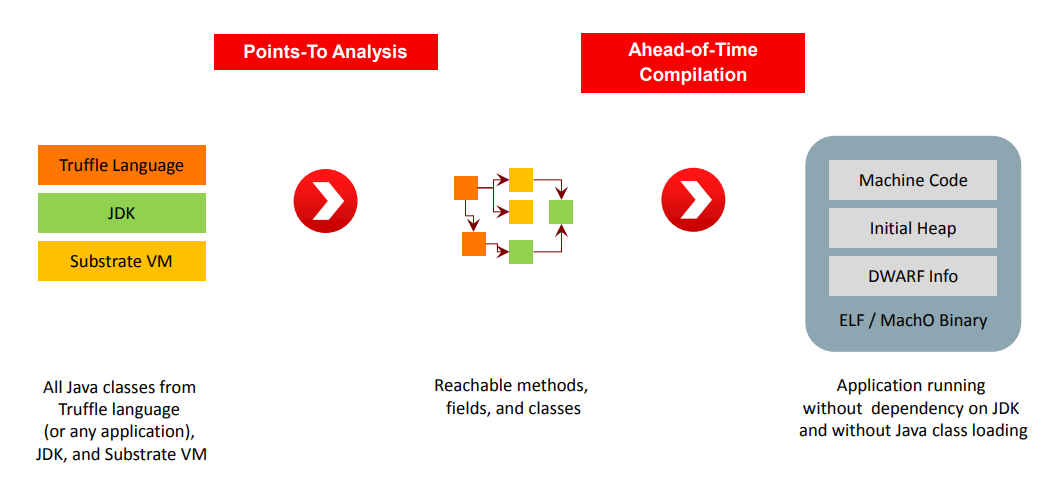 Points-To Analysis
Ahead-of-Time
Compilation
Truffle Language
JDK
Substrate VM
Machine Code
Initial Heap
DWARF Info
ELF / MachO Binary
All Java classes from
Truffle language
(or any application),
JDK, and Substrate VM
Reachable methods,
fields, and classes
Application running
without dependency on JDK
and without Java class loading